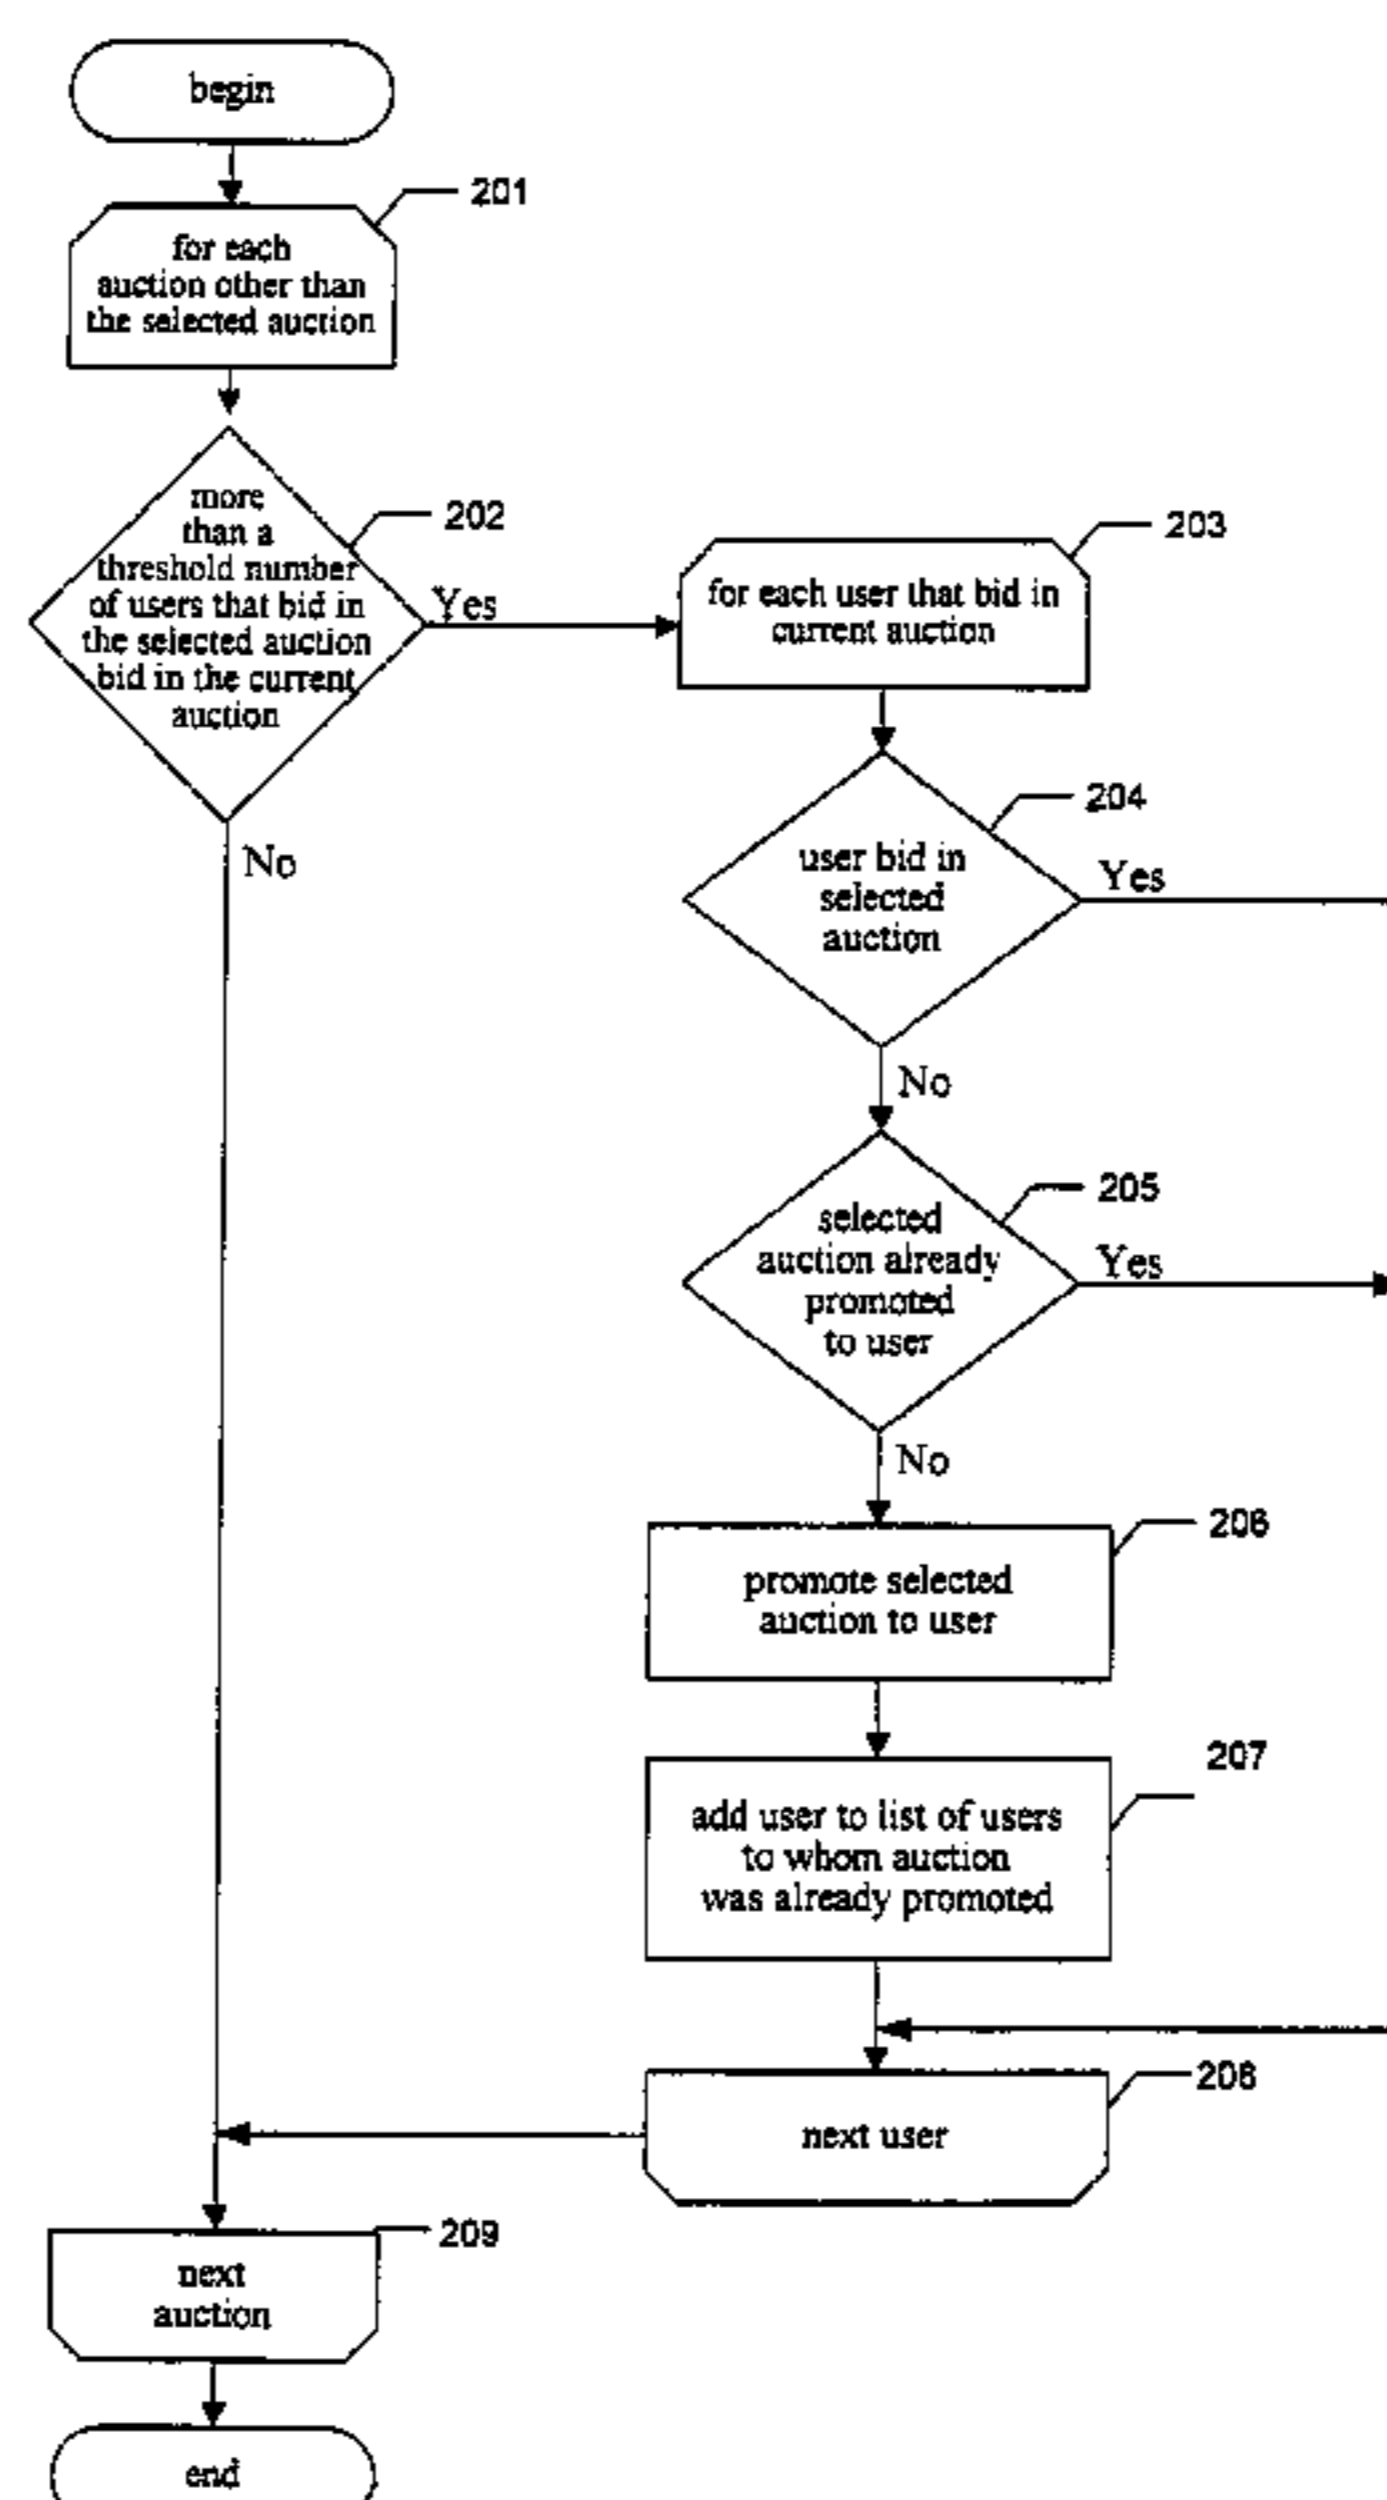 begin
201
for each
auction other than
the selected auction
more
than a
threshold number
of users that bid in
the selected auction
bid in the current
auction
202
Yes
No
203
for each user that bid in
current auction
204
user bid in
selected
auction
Yes
No
205
selected
auction already
promoted
to user
Yes
No
206
promote selected
auction to user
207
add user to list of users
to whom auction
was already promoted
208
next user
209
next
auction
end